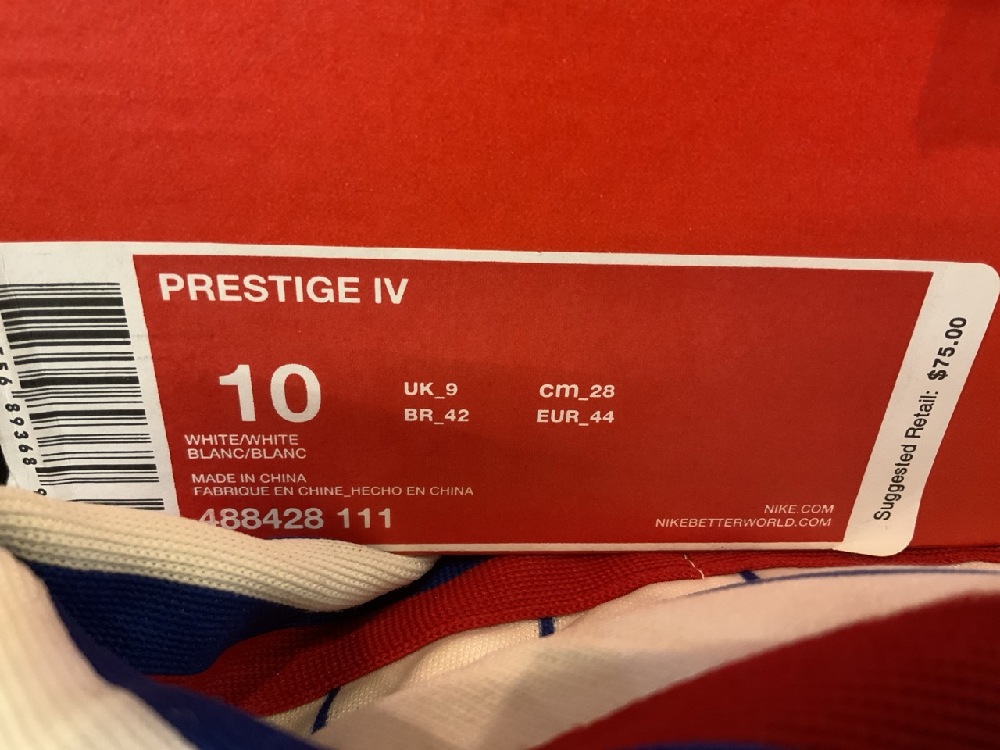 PRESTIGE IV
10
UK_9
cm_28
BR_42
EUR_44
WHITE/WHITE
BLANC/BLANC
MADE IN CHINA
FABRIQUE EN CHINE_HECHO EN CHINA
488428 111
NIKE.COM
NIKEBETTERWORLD.COM
Suggested Retail: $75.00